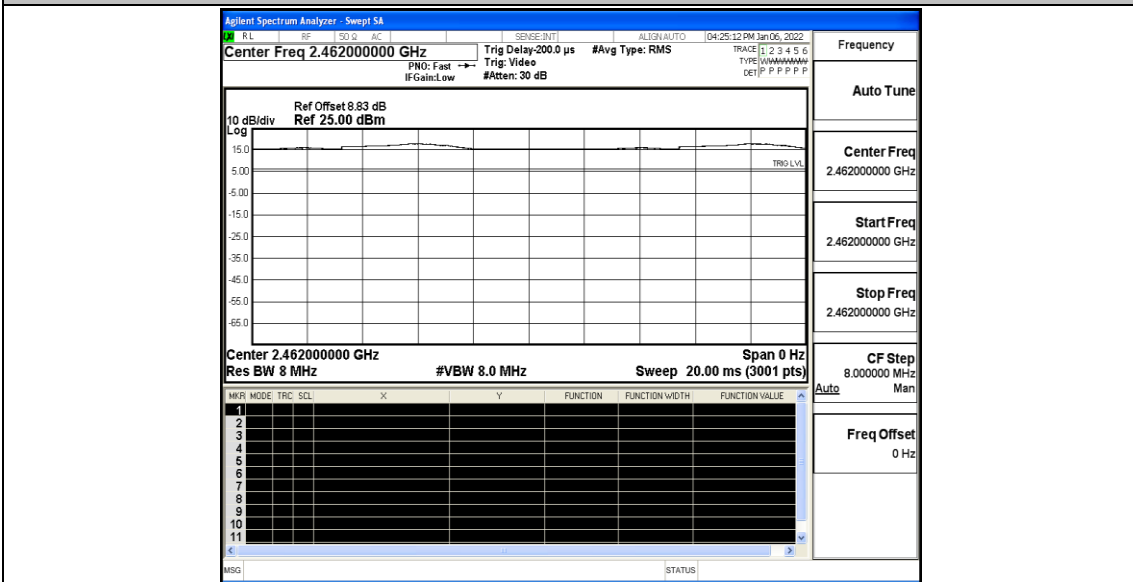 Agilent Spectrum Analyzer - Swept SA
RL RF 50 Ω AC SENSE:INT ALIGN AUTO 04:25:12 PM Jan 06, 2022
Center Freq 2.462000000 GHz
PNO: Fast
IFGain:Low
Trig Delay-200.0 µs
Trig: Video
#Atten: 30 dB
#Avg Type: RMS
TRACE 1 2 3 4 5 6
TYPE
DET P P P P P P
Ref Offset 8.83 dB
10 dB/div Ref 25.00 dBm
Log
15.0
TRIG LVL
5.00
-5.00
-15.0
-25.0
-35.0
-45.0
-55.0
-65.0
Center 2.462000000 GHz Span 0 Hz
Res BW 8 MHz #VBW 8.0 MHz Sweep 20.00 ms (3001 pts)
MKR MODE TRC SCL X Y FUNCTION FUNCTION WIDTH FUNCTION VALUE
1
2
3
4
5
6
7
8
9
10
11
MSG STATUS
Frequency
Auto Tune
Center Freq
2.462000000 GHz
Start Freq
2.462000000 GHz
Stop Freq
2.462000000 GHz
CF Step
8.000000 MHz
Auto Man
Freq Offset
0 Hz